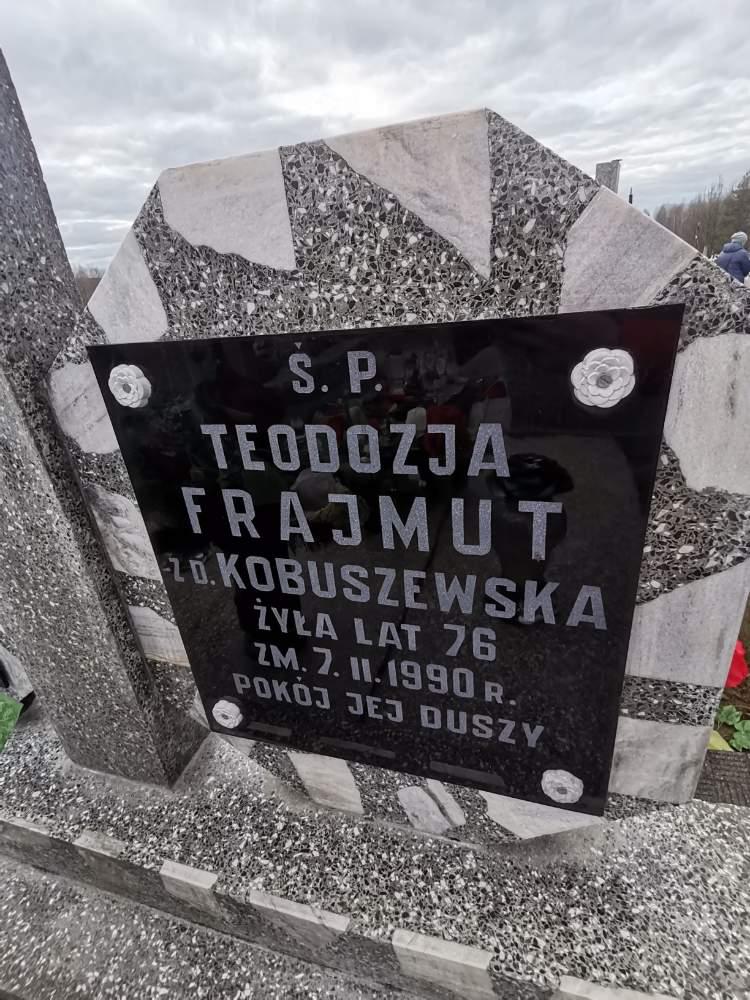 Ś. P.
TEODOZJA
FRAJMUT
Z D. KOBUSZEWSKA
ŻYŁA LAT 76
ZM. 7. II. 1990 R.
POKÓJ JEJ DUSZY